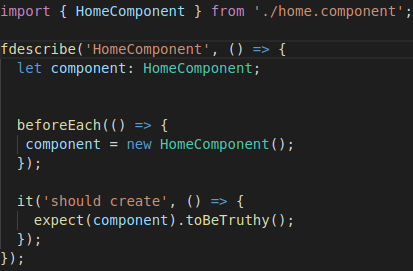 import { HomeComponent } from './home.component';
fdescribe('HomeComponent', () => {
  let component: HomeComponent;
  beforeEach(() => {
   component = new HomeComponent();
  });
  it('should create', () => {
    expect(component).toBeTruthy();
  });
});